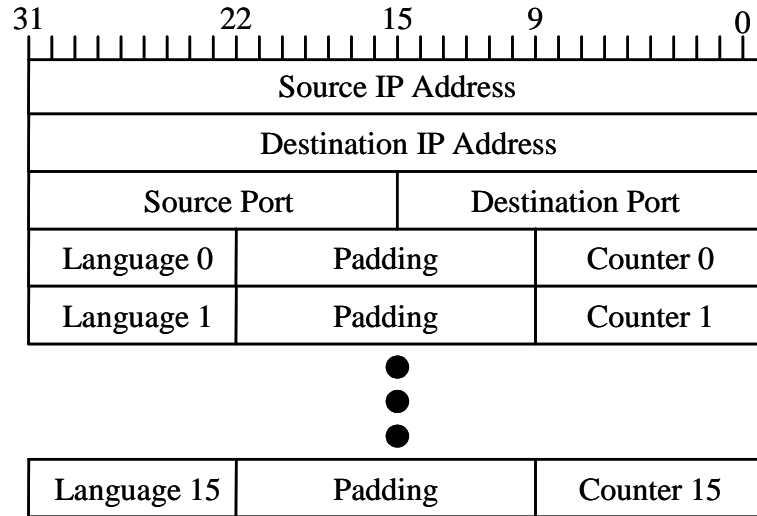 31 22 15 9 0
Source IP Address
Destination IP Address
Source Port Destination Port
Language 0 Padding Counter 0
Language 1 Padding Counter 1
Language 15 Padding Counter 15